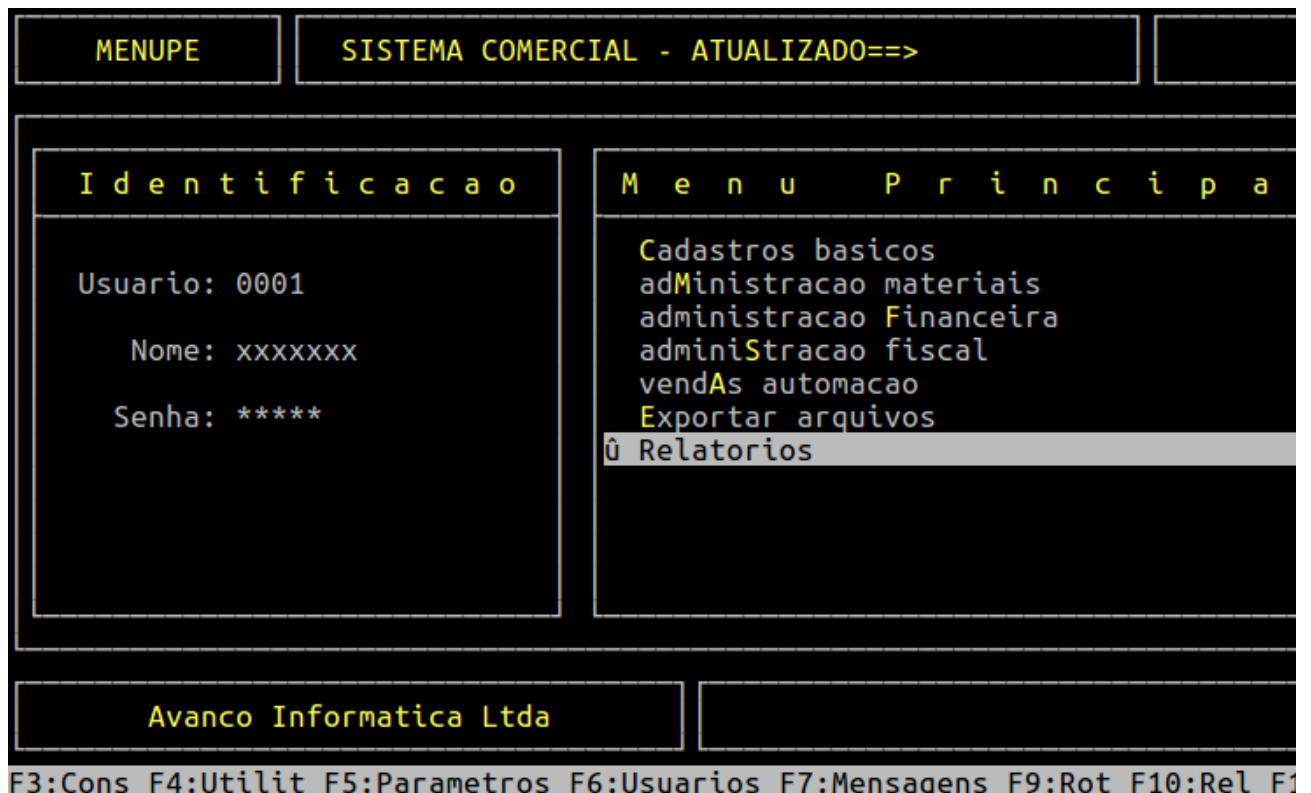 MENUPE
SISTEMA COMERCIAL - ATUALIZADO==>
I d e n t i f i c a c a o
Usuario: 0001
Nome: xxxxxxx
Senha: *****
M e n u P r i n c i p a
Cadastros basicos
adMinistracao materiais
administracao Financeira
adminiStracao fiscal
vendAs automacao
Exportar arquivos
û Relatorios
Avanco Informatica Ltda
F3:Cons F4:Utilit F5:Parametros F6:Usuarios F7:Mensagens F9:Rot F10:Rel F1